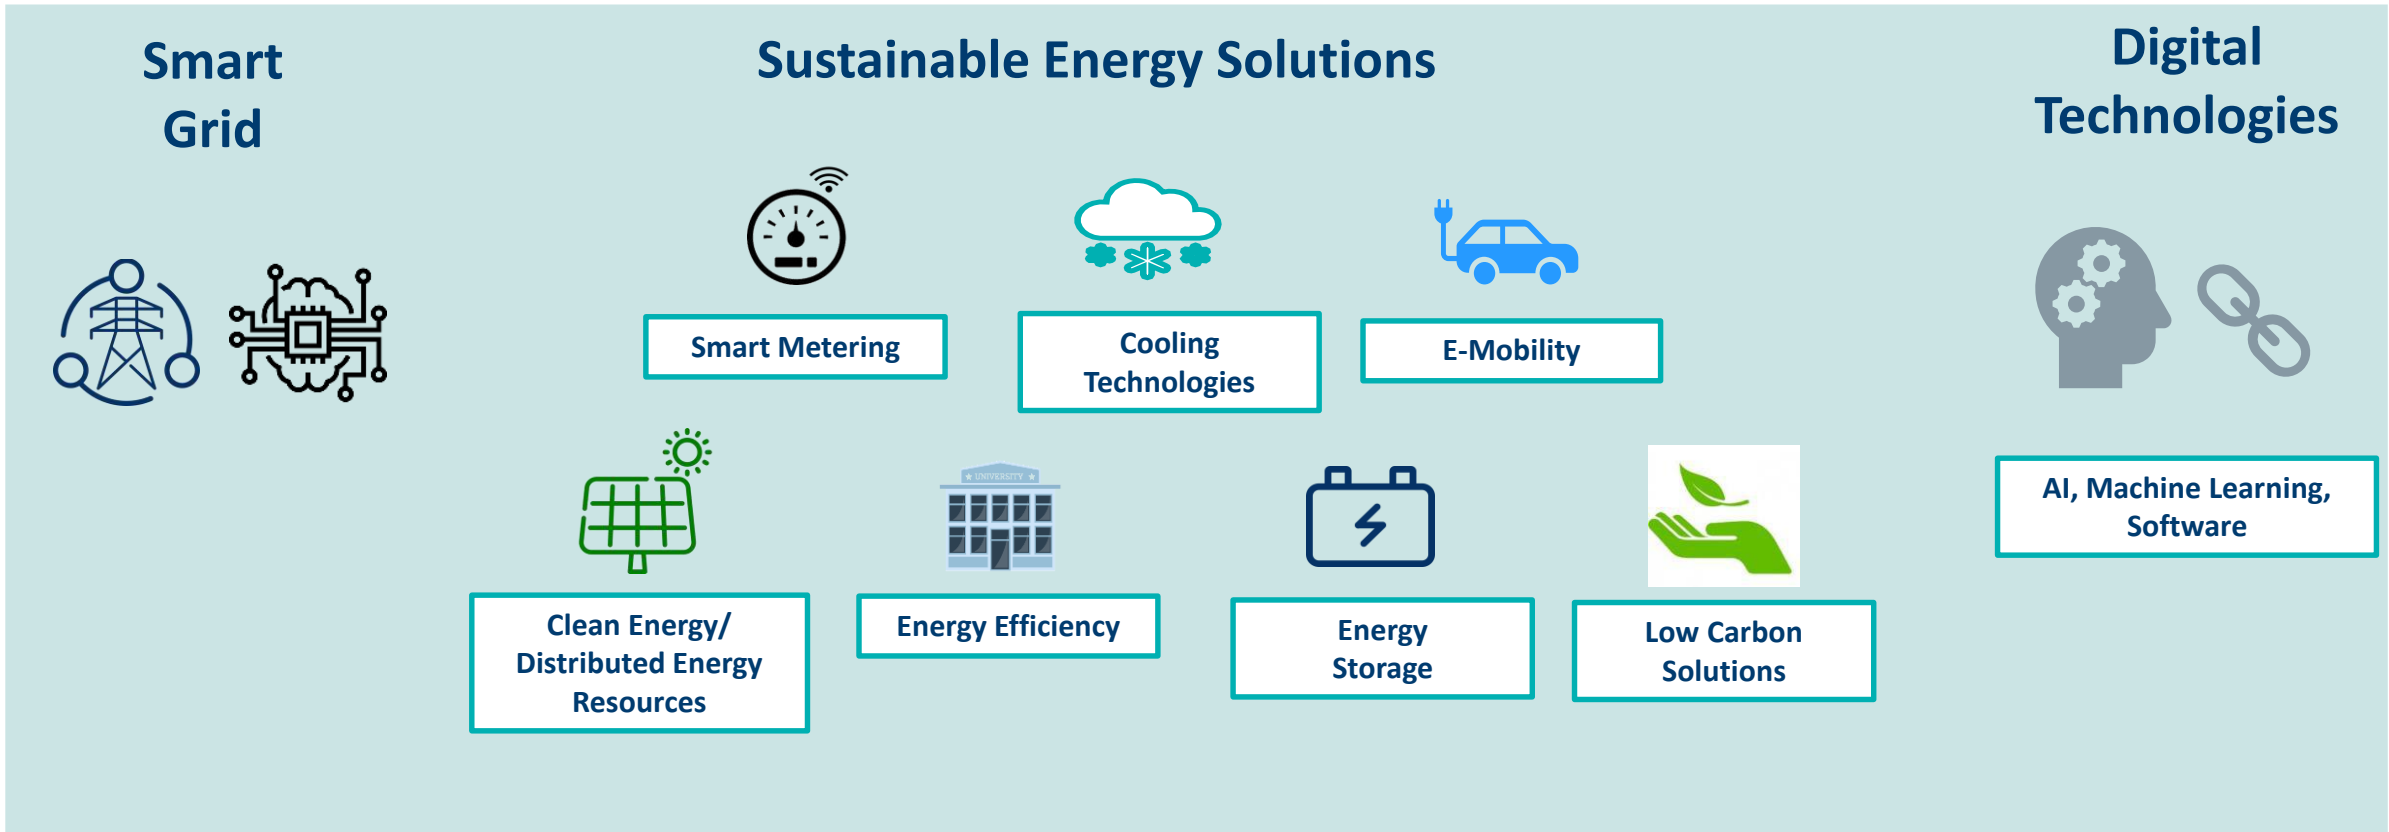 Smart
Grid
Sustainable Energy Solutions
Digital
Technologies
Smart Metering
Cooling
Technologies
E-Mobility
UNIVERSITY
Clean Energy/
Distributed Energy
Resources
Energy Efficiency
Energy
Storage
Low Carbon
Solutions
AI, Machine Learning,
Software